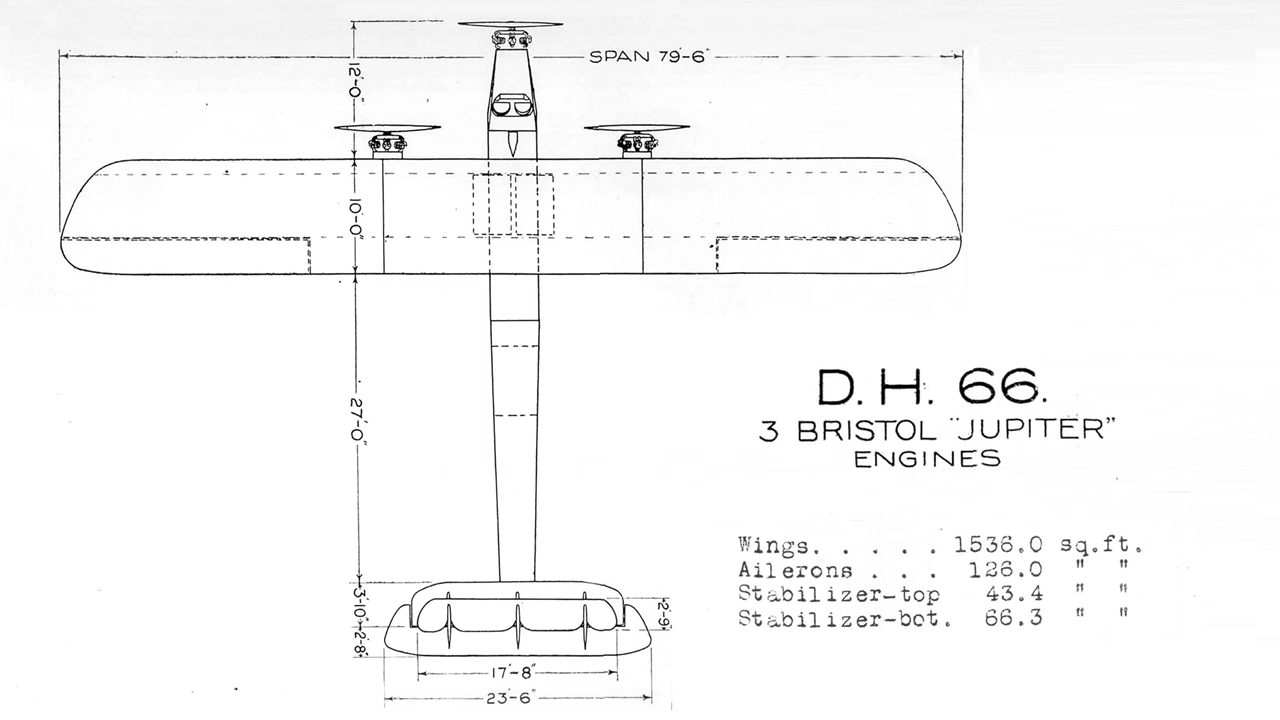 SPAN 79'-6"
12'-0"
10'-0"
27'-0"
3'-10"
2'-8"
2'-9"
17'-8"
23'-6"
D. H. 66.
3 BRISTOL "JUPITER"
ENGINES
Wings. . . . . 1536.0 sq.ft.
Ailerons . . . 126.0 " "
Stabilizer-top 43.4 " "
Stabilizer-bot. 66.3 " "